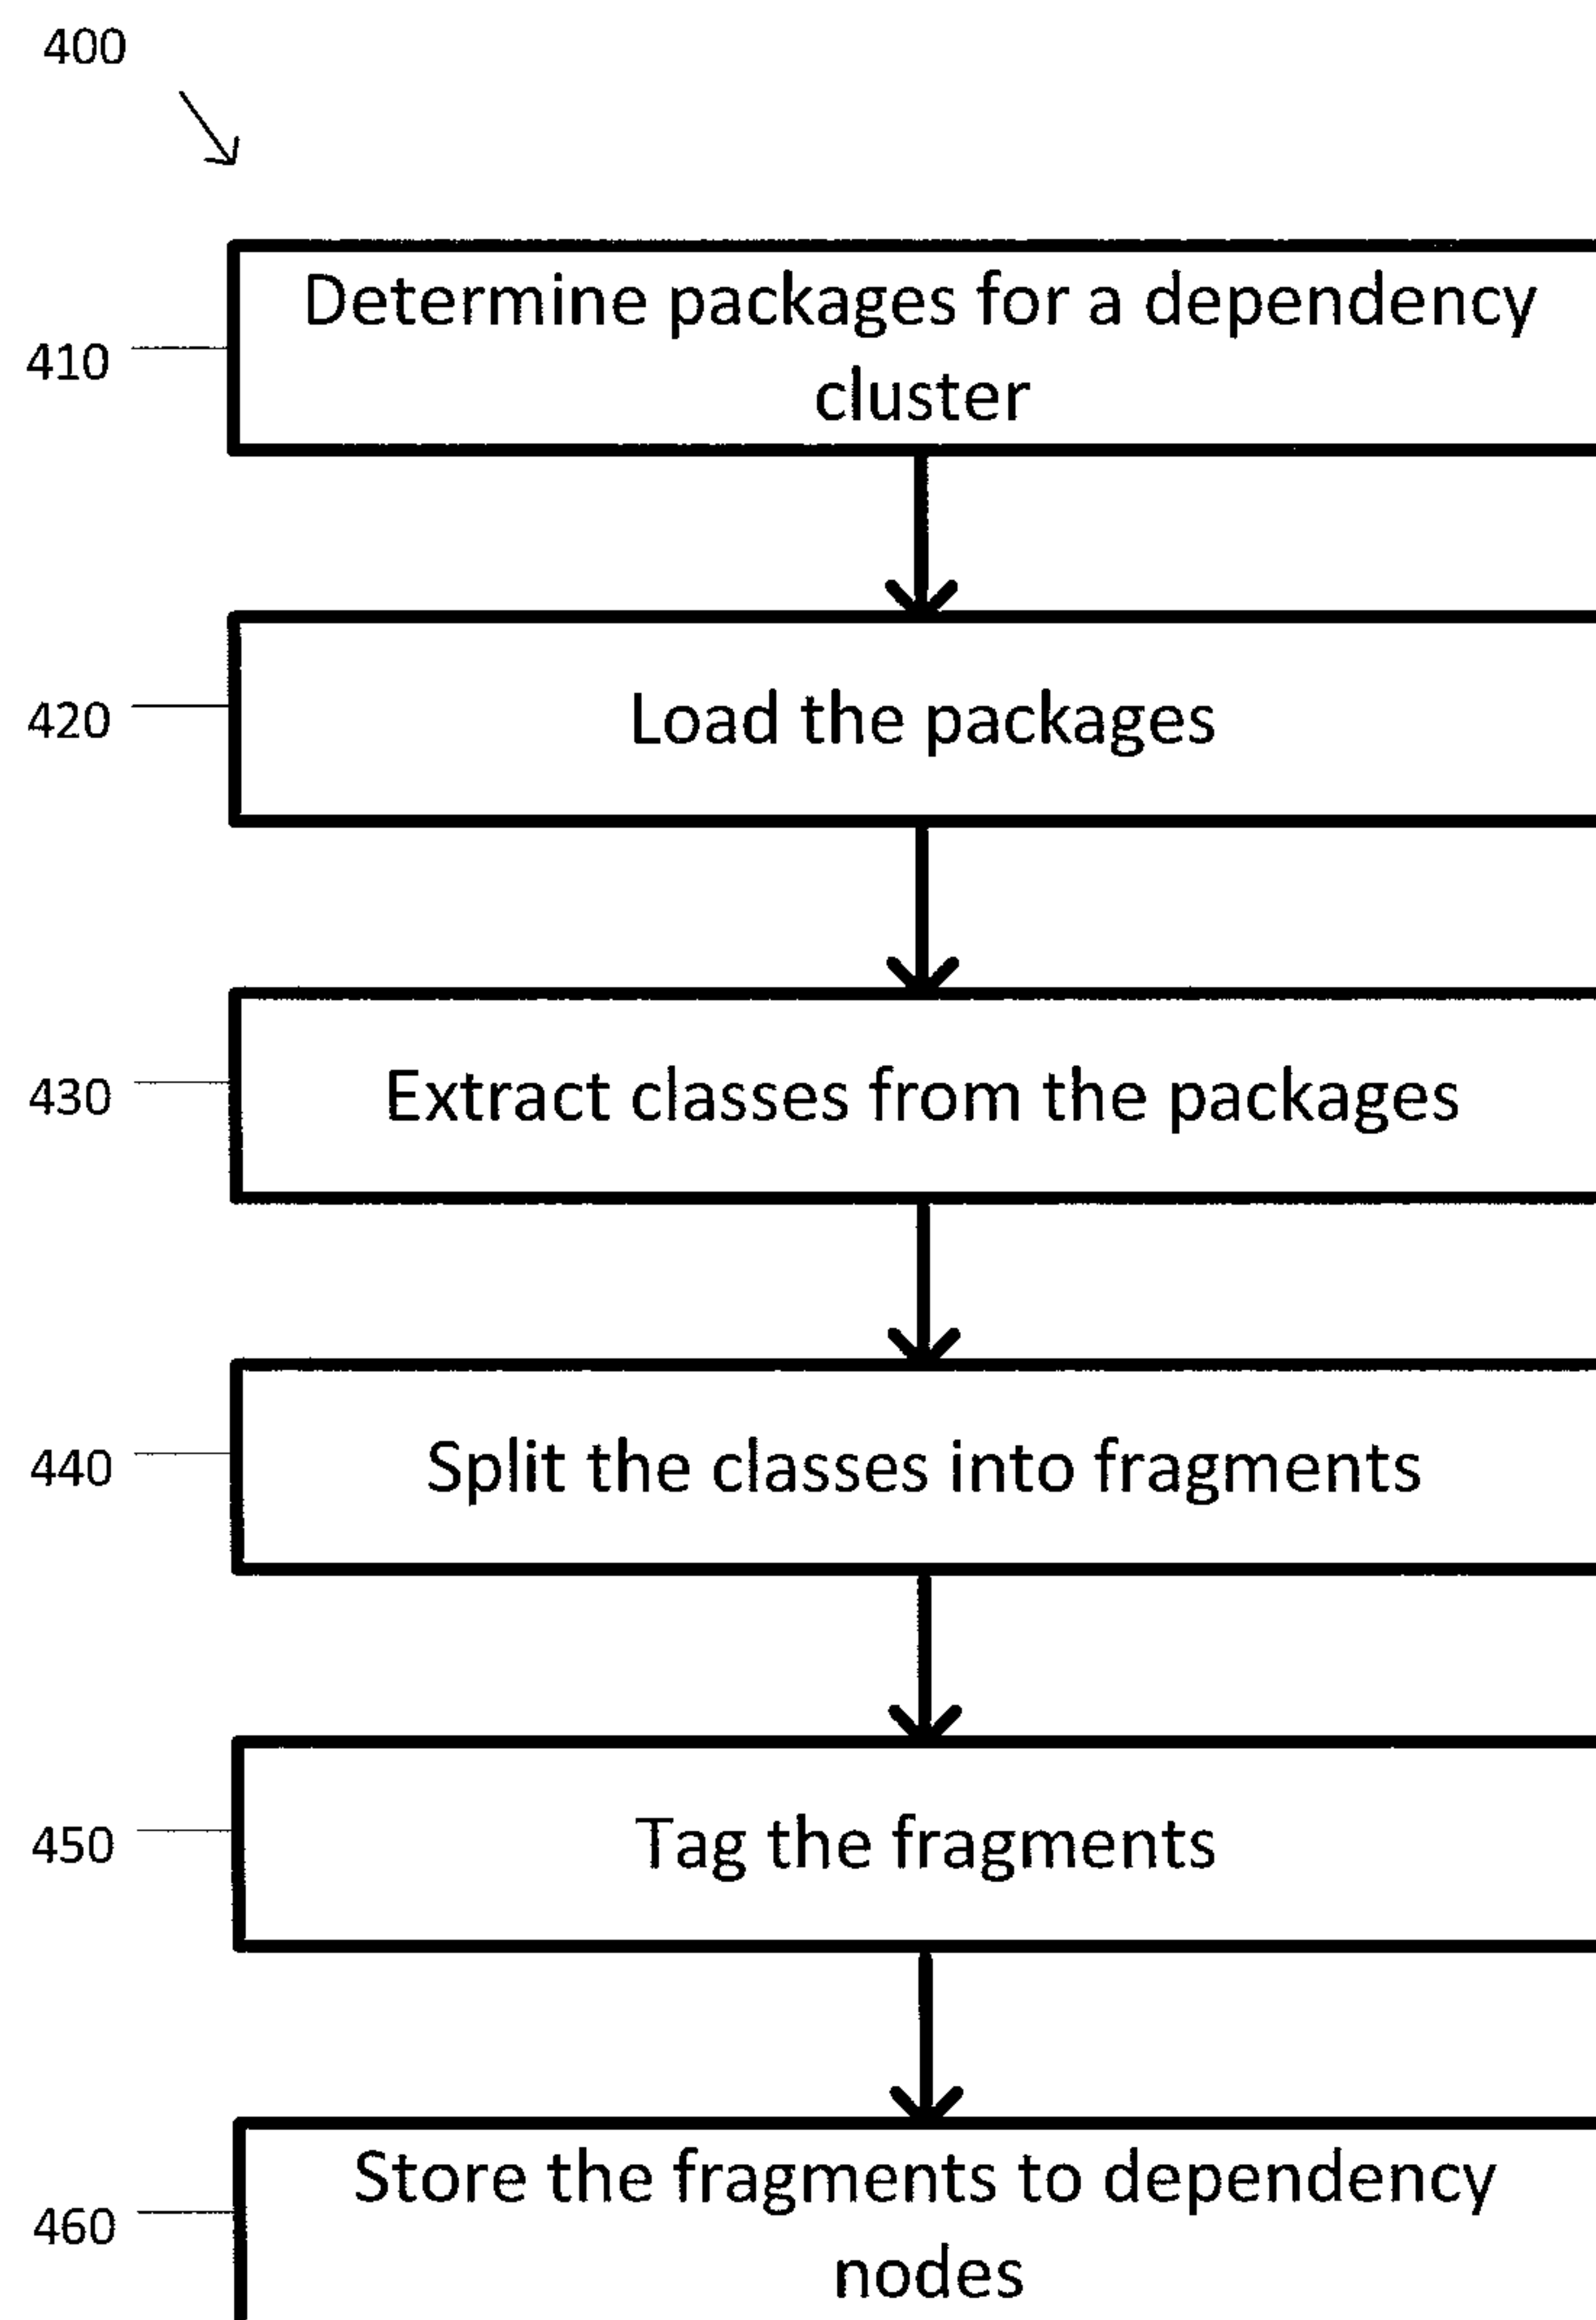 400
410
Determine packages for a dependency
cluster
420
Load the packages
430
Extract classes from the packages
440
Split the classes into fragments
450
Tag the fragments
460
Store the fragments to dependency
nodes